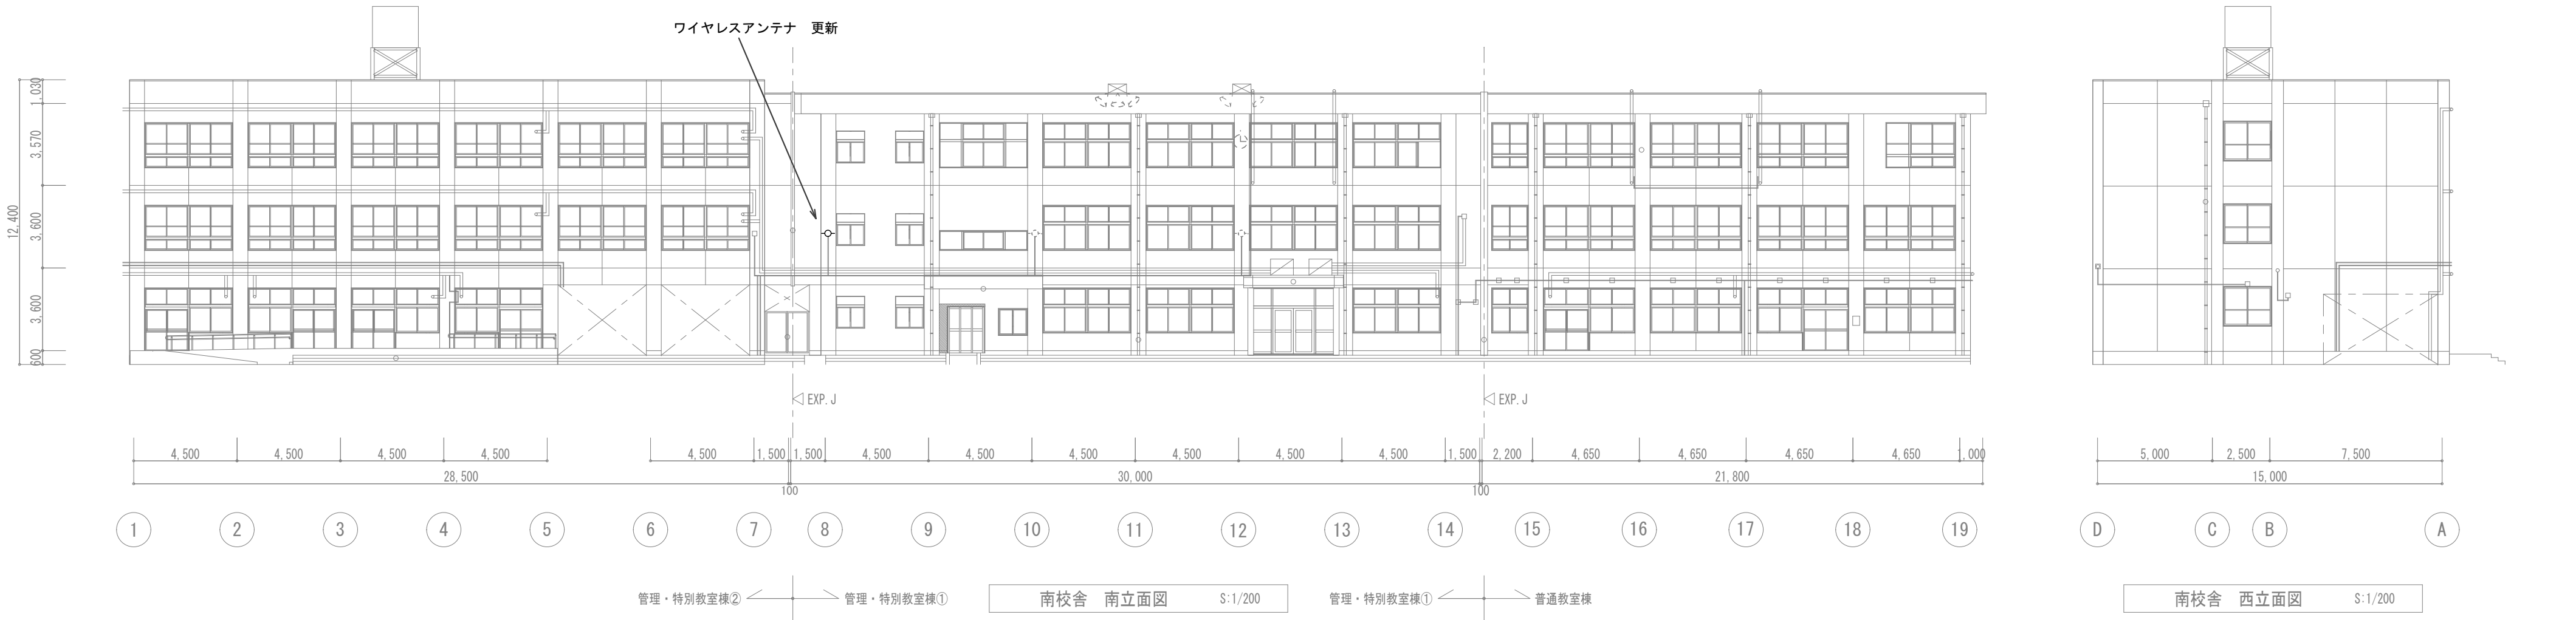 ワイヤレスアンテナ　更新
1,030
3,570
3,600
3,600
600
12,400
X
EXP.J
EXP.J
4,500 4,500 4,500 4,500 4,500 1,500 1,500 4,500 4,500 4,500 4,500 4,500 4,500 1,500 2,200 4,650 4,650 4,650 4,650 1,000
28,500 100 30,000 100 21,800
5,000 2,500 7,500
15,000
1 2 3 4 5 6 7 8 9 10 11 12 13 14 15 16 17 18 19
D C B A
管理・特別教室棟② 管理・特別教室棟①
南校舎　南立面図 S:1/200
管理・特別教室棟① 普通教室棟
南校舎　西立面図 S:1/200